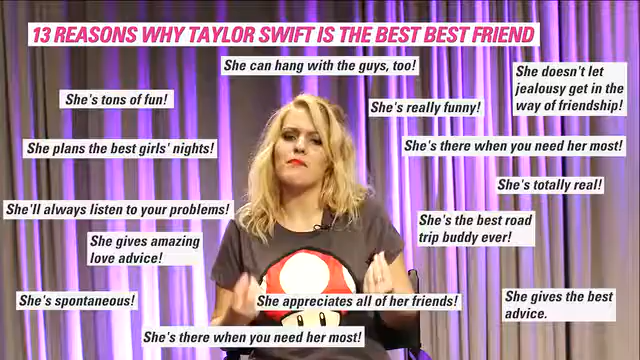 13 REASONS WHY TAYLOR SWIFT IS THE BEST BEST FRIEND
She can hang with the guys, too!
She doesn't let
jealousy get in the
way of friendship!
She's tons of fun!
She's really funny!
She plans the best girls' nights!
She's there when you need her most!
She's totally real!
She'll always listen to your problems!
She's the best road
trip buddy ever!
She gives amazing
love advice!
She's spontaneous!
She appreciates all of her friends!
She gives the best
advice.
She's there when you need her most!